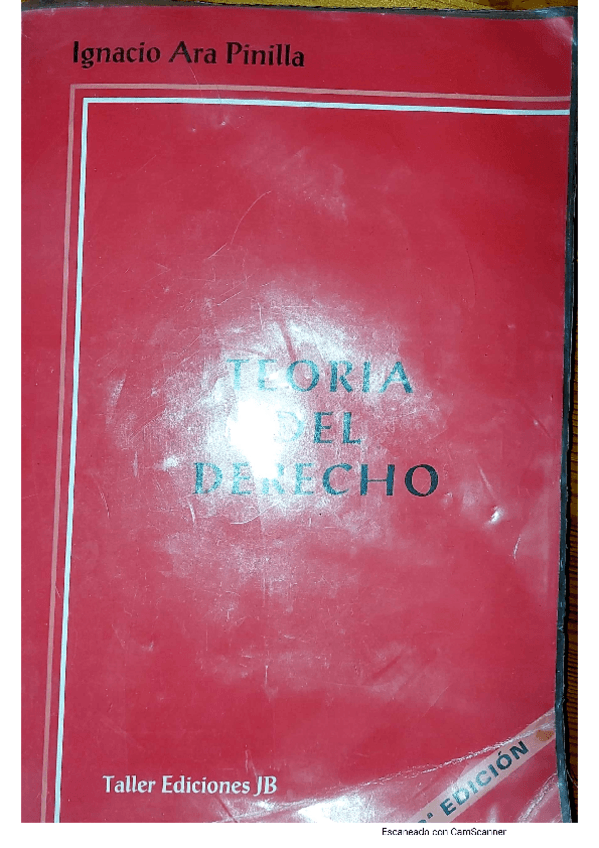 Ignacio Ara Pinilla
TEORIA
DEL
DERECHO
Taller Ediciones JB
EDICIÓN
Escaneado con CamScanner